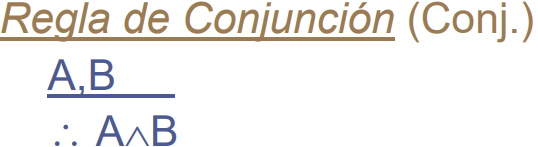 Regla de Conjunción (Conj.)
A,B
∴ A∧B